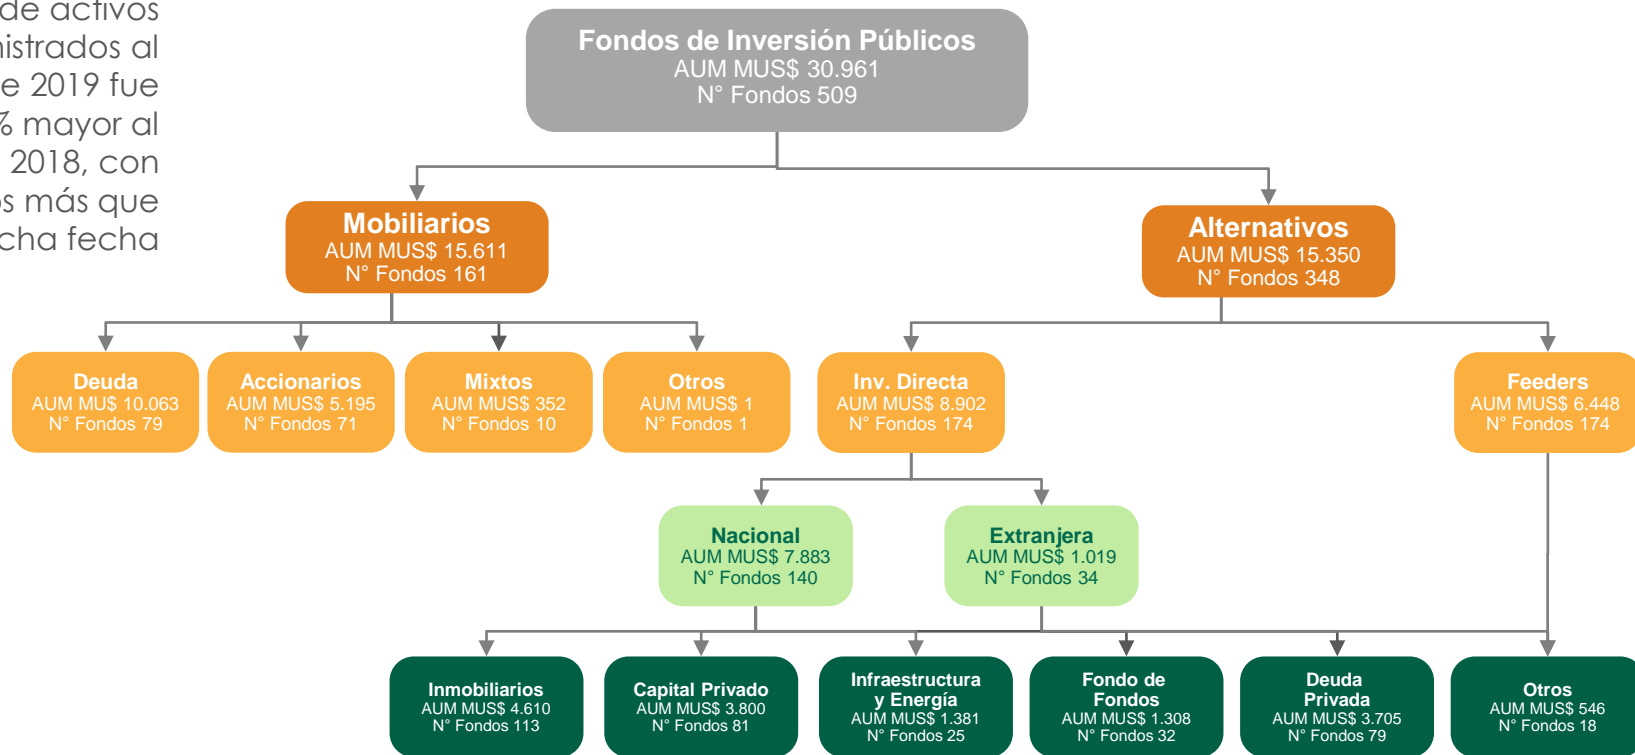 de activos
al
e 2019 fue
% mayor al
2018, con
más que
fecha
Fondos de Inversión Públicos
AUM MUS$ 30.961
N° Fondos 509
Mobiliarios
AUM MUS$ 15.611
N° Fondos 161
Alternativos
AUM MUS$ 15.350
N° Fondos 348
Deuda
AUM MU$ 10.063
N° Fondos 79
Accionarios
AUM MUS$ 5.195
N° Fondos 71
Mixtos
AUM MUS$ 352
N° Fondos 10
Otros
AUM MUS$ 1
N° Fondos 1
Inv. Directa
AUM MUS$ 8.902
N° Fondos 174
Feeders
AUM MUS$ 6.448
N° Fondos 174
Nacional
AUM MUS$ 7.883
N° Fondos 140
Extranjera
AUM MUS$ 1.019
N° Fondos 34
Inmobiliarios
AUM MUS$ 4.610
N° Fondos 113
Capital Privado
AUM MUS$ 3.800
N° Fondos 81
Infraestructura
y Energía
AUM MUS$ 1.381
N° Fondos 25
Fondo de
Fondos
AUM MUS$ 1.308
N° Fondos 32
Deuda
Privada
AUM MUS$ 3.705
N° Fondos 79
Otros
AUM MUS$ 546
N° Fondos 18